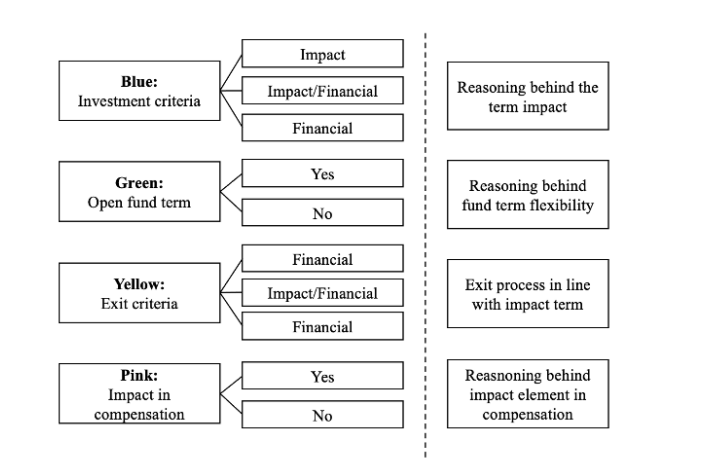 Blue:
Investment criteria
Impact
Impact/Financial
Financial
Reasoning behind the
term impact
Green:
Open fund term
Yes
No
Reasoning behind
fund term flexibility
Yellow:
Exit criteria
Financial
Impact/Financial
Financial
Exit process in line
with impact term
Pink:
Impact in
compensation
Yes
No
Reasnoning behind
impact element in
compensation